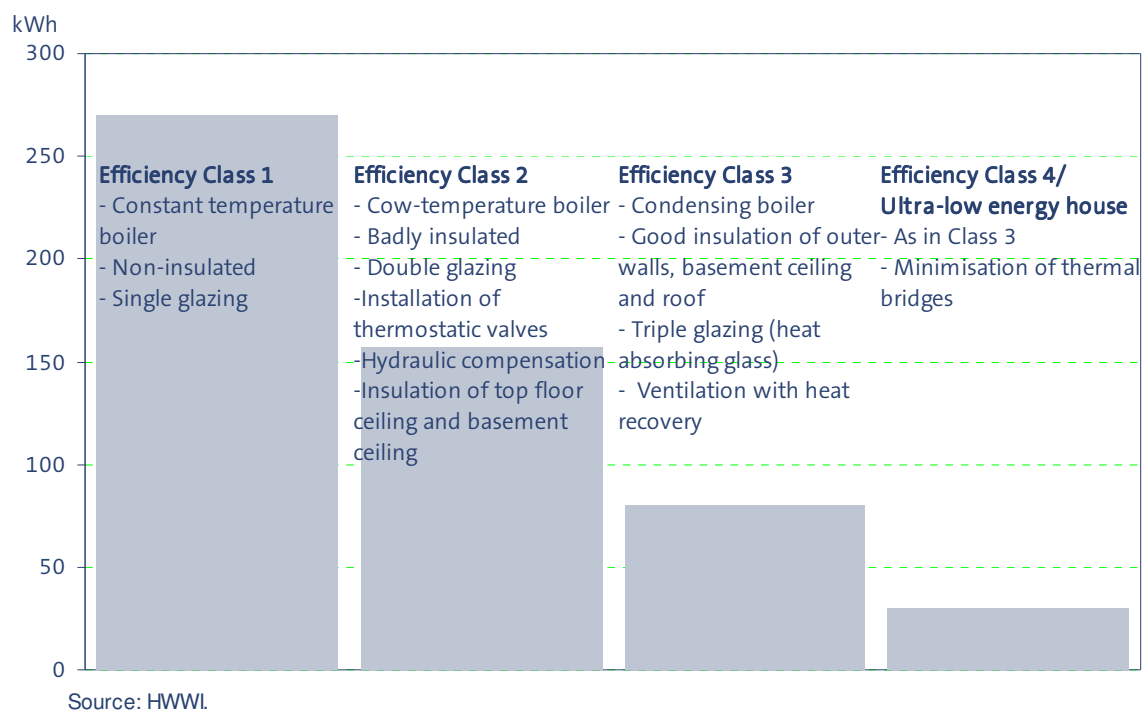 kWh
300
250
200
150
100
50
0
Efficiency Class 1
- Constant temperature
boiler
- Non-insulated
- Single glazing
Efficiency Class 2
- Cow-temperature boiler
- Badly insulated
- Double glazing
-Installation of
thermostatic valves
-Hydraulic compensation
-Insulation of top floor
ceiling and basement
ceiling
Efficiency Class 3
- Condensing boiler
- Good insulation of outer
walls, basement ceiling
and roof
- Triple glazing (heat
absorbing glass)
-  Ventilation with heat
recovery
Efficiency Class 4/
Ultra-low energy house
- As in Class 3
- Minimisation of thermal
bridges
Source: HWWI.